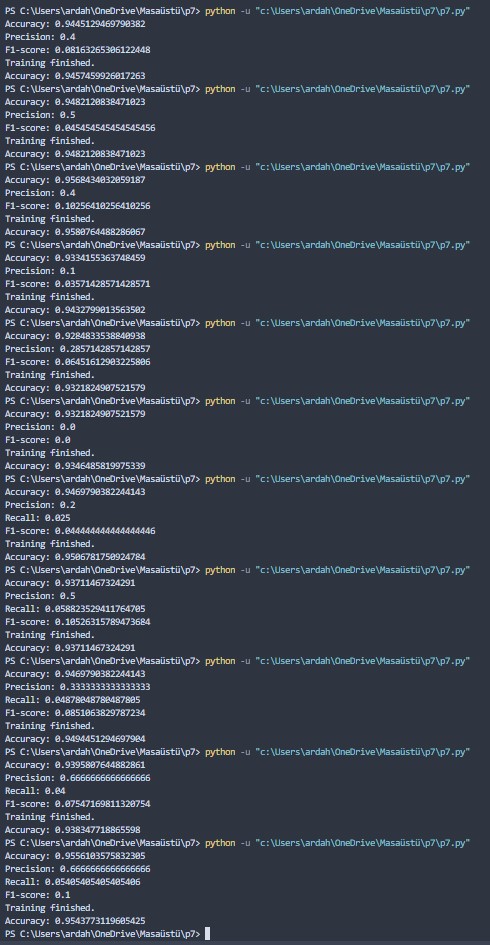 PS C:\Users\ardah\OneDrive\Masaüstü\p7> python -u "c:\Users\ardah\OneDrive\Masaüstü\p7\p7.py"
Accuracy: 0.9445129469790382
Precision: 0.4
F1-score: 0.08163265306122448
Training finished.
Accuracy: 0.9457459926017263
PS C:\Users\ardah\OneDrive\Masaüstü\p7> python -u "c:\Users\ardah\OneDrive\Masaüstü\p7\p7.py"
Accuracy: 0.9482120838471023
Precision: 0.5
F1-score: 0.045454545454545456
Training finished.
Accuracy: 0.9482120838471023
PS C:\Users\ardah\OneDrive\Masaüstü\p7> python -u "c:\Users\ardah\OneDrive\Masaüstü\p7\p7.py"
Accuracy: 0.9568434032059187
Precision: 0.4
F1-score: 0.10256410256410256
Training finished.
Accuracy: 0.9580764488286067
PS C:\Users\ardah\OneDrive\Masaüstü\p7> python -u "c:\Users\ardah\OneDrive\Masaüstü\p7\p7.py"
Accuracy: 0.9334155363748459
Precision: 0.1
F1-score: 0.03571428571428571
Training finished.
Accuracy: 0.9432799013563502
PS C:\Users\ardah\OneDrive\Masaüstü\p7> python -u "c:\Users\ardah\OneDrive\Masaüstü\p7\p7.py"
Accuracy: 0.9284833538840938
Precision: 0.2857142857142857
F1-score: 0.06451612903225806
Training finished.
Accuracy: 0.9321824907521579
PS C:\Users\ardah\OneDrive\Masaüstü\p7> python -u "c:\Users\ardah\OneDrive\Masaüstü\p7\p7.py"
Accuracy: 0.9321824907521579
Precision: 0.0
F1-score: 0.0
Training finished.
Accuracy: 0.9346485819975339
PS C:\Users\ardah\OneDrive\Masaüstü\p7> python -u "c:\Users\ardah\OneDrive\Masaüstü\p7\p7.py"
Accuracy: 0.9469790382244143
Precision: 0.2
Recall: 0.025
F1-score: 0.044444444444444446
Training finished.
Accuracy: 0.9506781750924784
PS C:\Users\ardah\OneDrive\Masaüstü\p7> python -u "c:\Users\ardah\OneDrive\Masaüstü\p7\p7.py"
Accuracy: 0.93711467324291
Precision: 0.5
Recall: 0.058823529411764705
F1-score: 0.10526315789473684
Training finished.
Accuracy: 0.93711467324291
PS C:\Users\ardah\OneDrive\Masaüstü\p7> python -u "c:\Users\ardah\OneDrive\Masaüstü\p7\p7.py"
Accuracy: 0.9469790382244143
Precision: 0.3333333333333333
Recall: 0.04878048780487805
F1-score: 0.0851063829787234
Training finished.
Accuracy: 0.9494451294697904
PS C:\Users\ardah\OneDrive\Masaüstü\p7> python -u "c:\Users\ardah\OneDrive\Masaüstü\p7\p7.py"
Accuracy: 0.9395807644882861
Precision: 0.6666666666666666
Recall: 0.04
F1-score: 0.07547169811320754
Training finished.
Accuracy: 0.938347718865598
PS C:\Users\ardah\OneDrive\Masaüstü\p7> python -u "c:\Users\ardah\OneDrive\Masaüstü\p7\p7.py"
Accuracy: 0.9556103575832305
Precision: 0.6666666666666666
Recall: 0.05405405405405406
F1-score: 0.1
Training finished.
Accuracy: 0.9543773119605425
PS C:\Users\ardah\OneDrive\Masaüstü\p7>